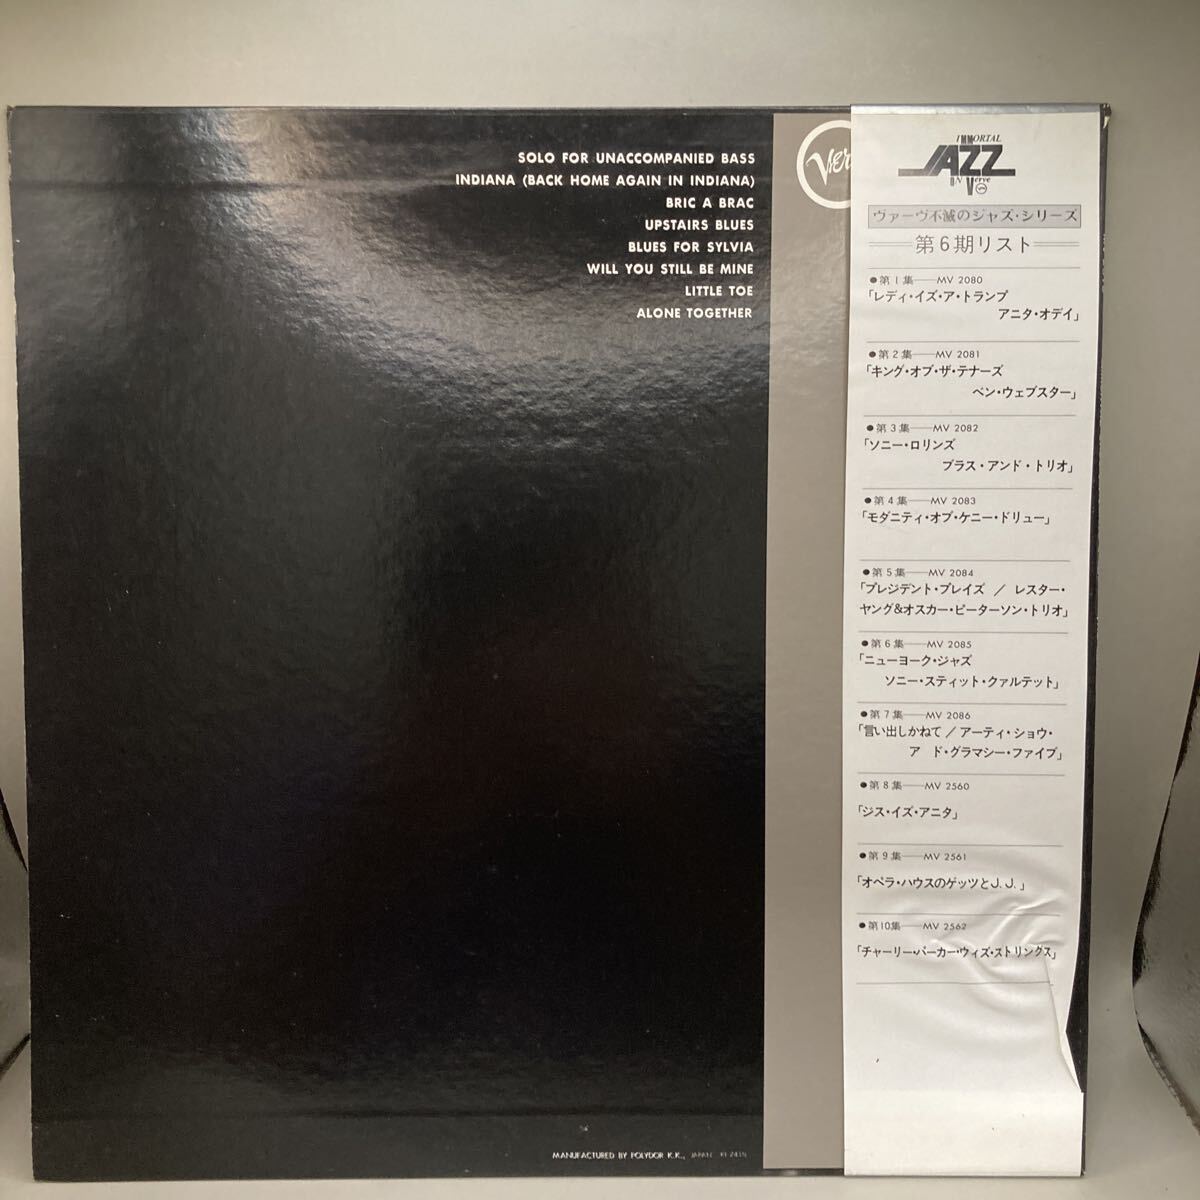 SOLO FOR UNACCOMPANIED BASS
INDIANA (BACK HOME AGAIN IN INDIANA)
BRIC A BRAC
UPSTAIRS BLUES
BLUES FOR SYLVIA
WILL YOU STILL BE MINE
LITTLE TOE
ALONE TOGETHER
MANUFACTURED BY POLYDOR K.K., JAPAN
IMMORTAL
JAZZ
ON Verve
ヴァーヴ不滅のジャズ・シリーズ
第6期リスト
●第1集──MV 2080
「レディ・イズ・ア・トランプ
アニタ・オデイ」
●第2集──MV 2081
「キング・オブ・ザ・テナーズ
ベン・ウェブスター」
●第3集──MV 2082
「ソニー・ロリンズ
ブラス・アンド・トリオ」
●第4集──MV 2083
「モダニティ・オブ・ケニー・ドリュー」
●第5集──MV 2084
「プレジデント・プレイズ ／ レスター・
ヤング&オスカー・ピーターソン・トリオ」
●第6集──MV 2085
「ニューヨーク・ジャズ
ソニー・スティット・クァルテット」
●第7集──MV 2086
「言い出しかねて／アーティ・ショウ・
ア ド・グラマシー・ファイブ」
●第8集──MV 2560
「ジス・イズ・アニタ」
●第9集──MV 2561
「オペラ・ハウスのゲッツとJ.J.」
●第10集──MV 2562
「チャーリー・パーカー・ウィズ・ストリングス」